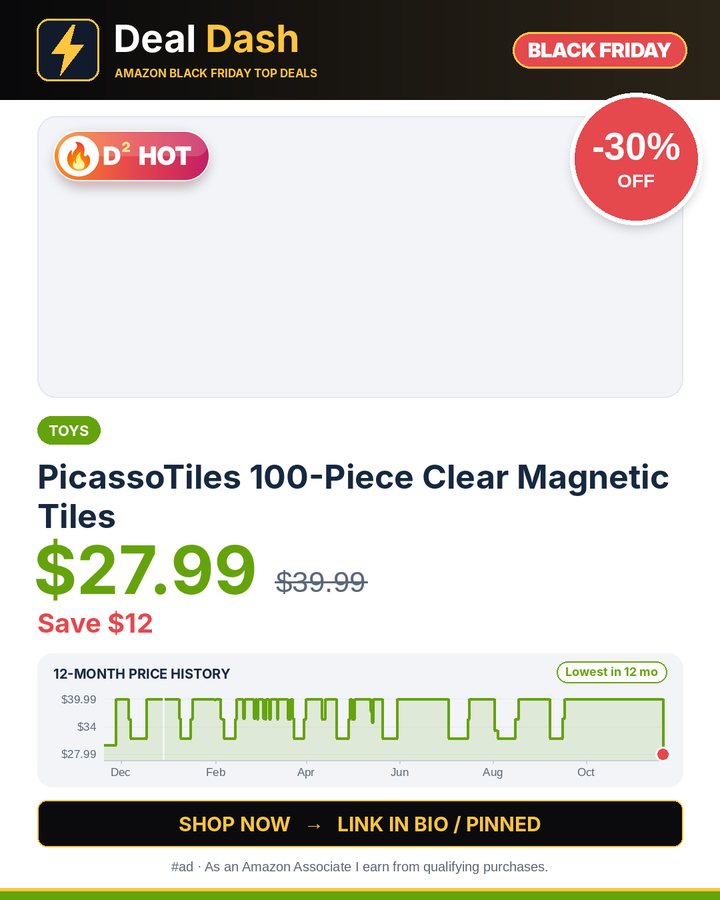 Deal Dash
AMAZON BLACK FRIDAY TOP DEALS
BLACK FRIDAY
D² HOT
-30%
OFF
TOYS
PicassoTiles 100-Piece Clear Magnetic
Tiles
$27.99 $39.99
Save $12
12-MONTH PRICE HISTORY
Lowest in 12 mo
$39.99
$34
$27.99
Dec Feb Apr Jun Aug Oct
SHOP NOW → LINK IN BIO / PINNED
#ad · As an Amazon Associate I earn from qualifying purchases.